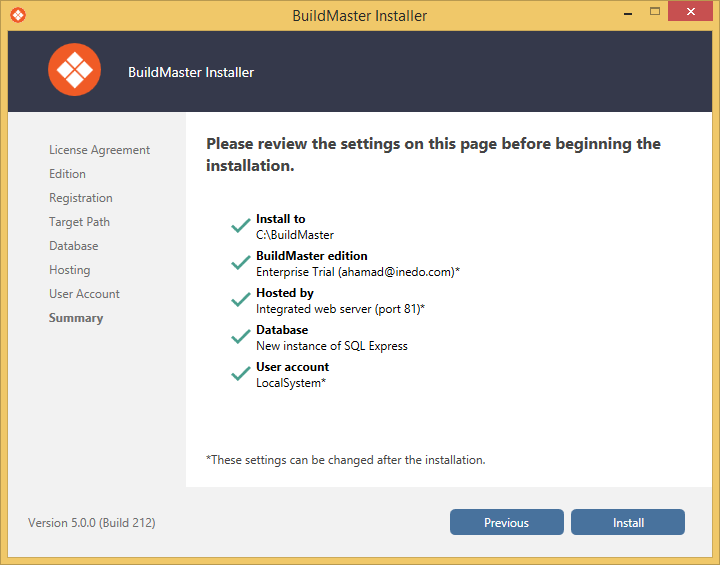 BuildMaster Installer
BuildMaster Installer
License Agreement
Edition
Registration
Target Path
Database
Hosting
User Account
Summary
Please review the settings on this page before beginning the
installation.
Install to
C:\BuildMaster
BuildMaster edition
Enterprise Trial (ahamad@inedo.com)*
Hosted by
Integrated web server (port 81)*
Database
New instance of SQL Express
User account
LocalSystem*
*These settings can be changed after the installation.
Version 5.0.0 (Build 212)
Previous
Install